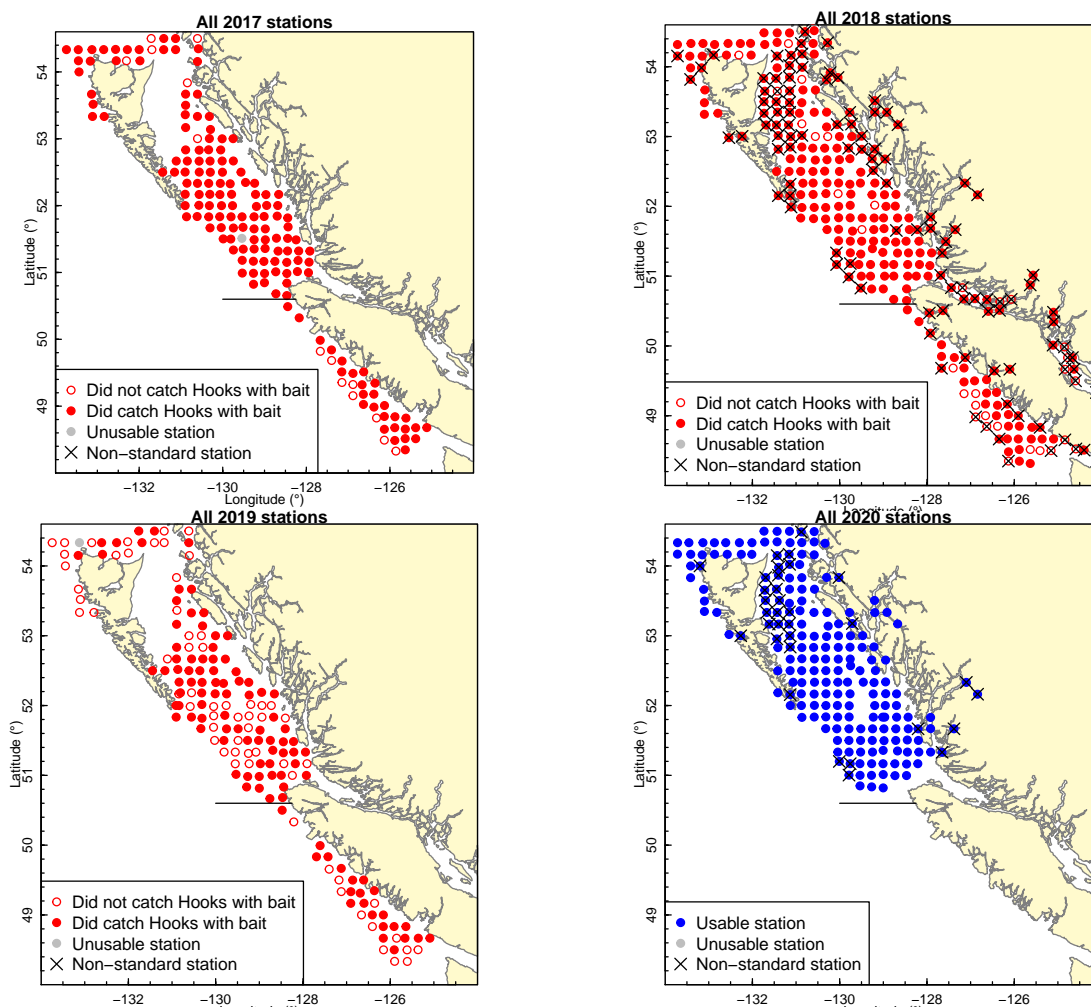 All 2017 stations
54
53
52
51
50
49
Latitude (°)
Did not catch Hooks with bait
Did catch Hooks with bait
Unusable station
Non−standard station
−132
−130
−128
−126
Longitude (°)
All 2018 stations
54
53
52
51
50
49
Latitude (°)
Did not catch Hooks with bait
Did catch Hooks with bait
Unusable station
Non−standard station
−132
−130
−128
−126
All 2019 stations
54
53
52
51
50
49
Latitude (°)
Did not catch Hooks with bait
Did catch Hooks with bait
Unusable station
Non−standard station
−132
−130
−128
−126
All 2020 stations
54
53
52
51
50
49
Latitude (°)
Usable station
Unusable station
Non−standard station
−132
−130
−128
−126